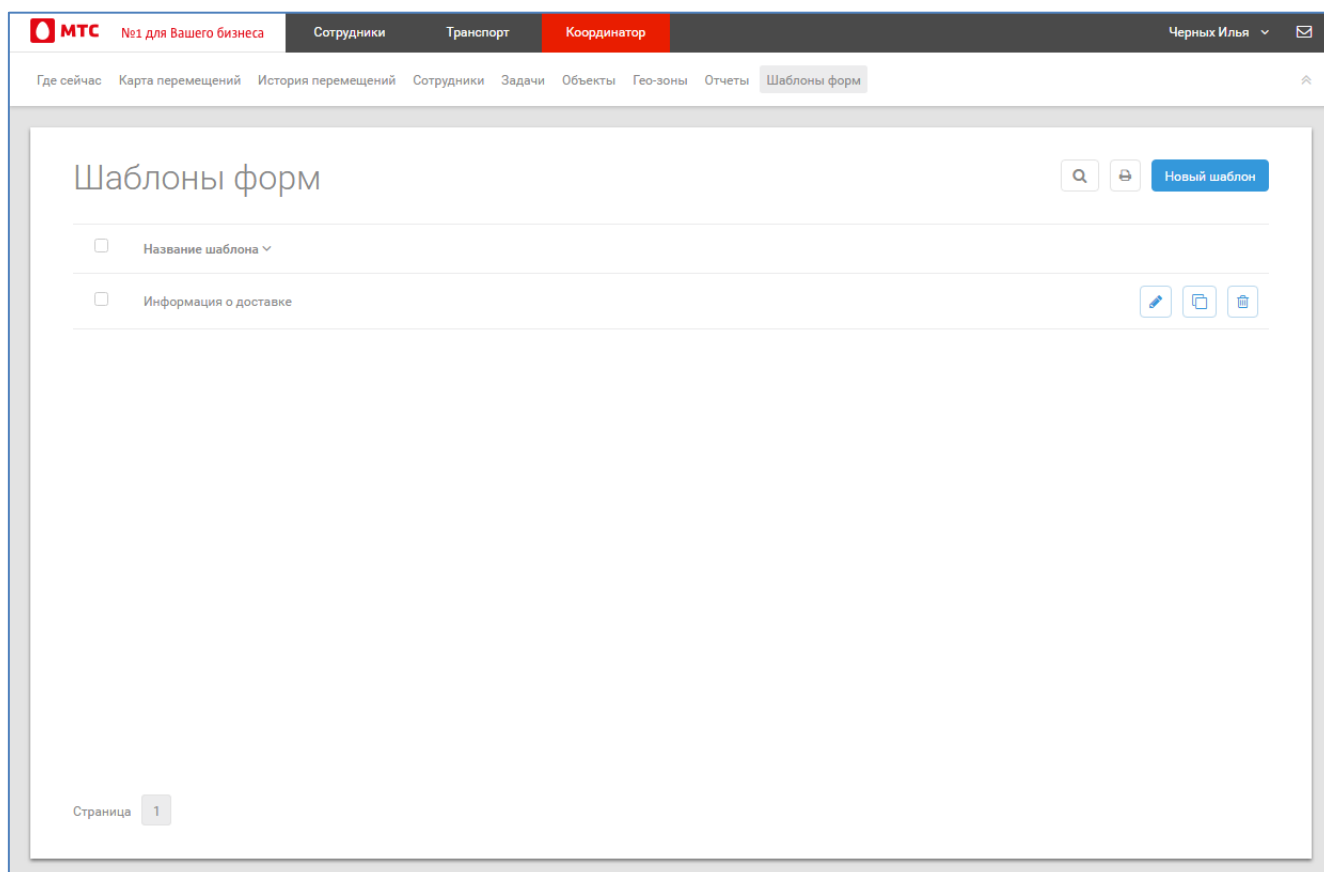 МТС №1 для Вашего бизнеса Сотрудники Транспорт Координатор Черных Илья
Где сейчас Карта перемещений История перемещений Сотрудники Задачи Объекты Гео-зоны Отчеты Шаблоны форм
Шаблоны форм
Новый шаблон
Название шаблона
Информация о доставке
Страница 1